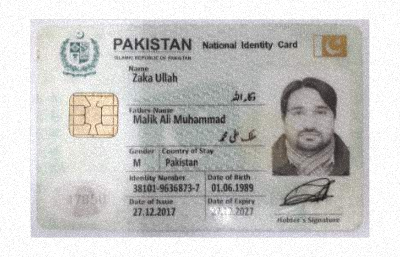 PAKISTAN National Identity Card
ISLAMIC REPUBLIC OF PAKISTAN
Name
Zaka Ullah
ذکاء اللہ
Father Name
Malik Ali Muhammad
ملک علی محمد
Gender Country of Stay
M Pakistan
Identity Number Date of Birth
38101-9636873-7 01.06.1989
Date of Issue Date of Expiry
27.12.2017 27.12.2027
Holder's Signature